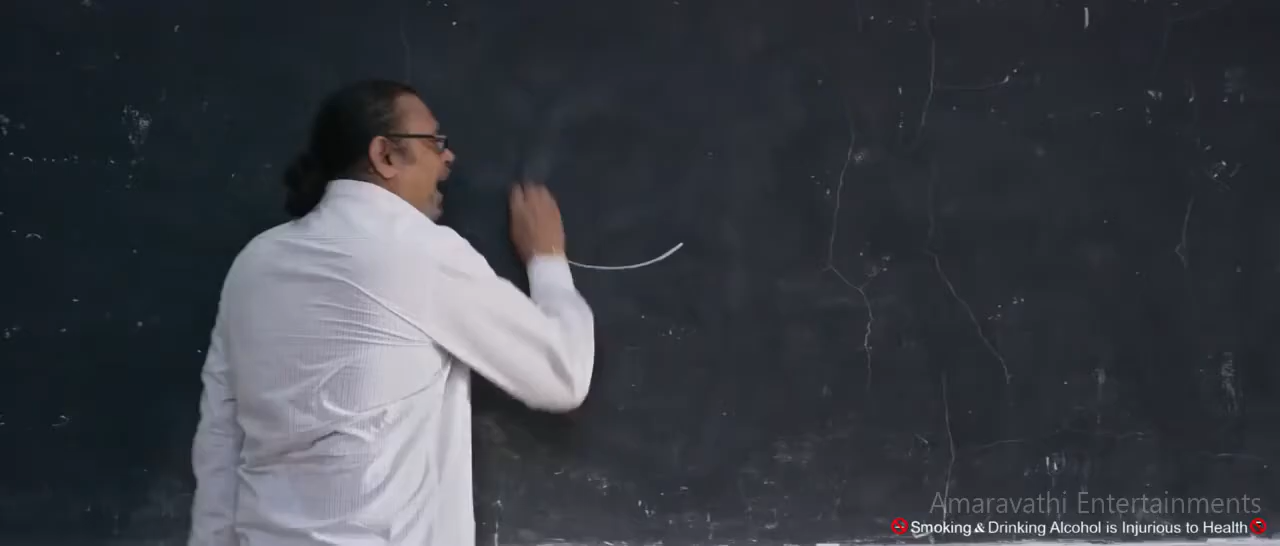 Amaravathi Entertainments
Smoking & Drinking Alcohol is Injurious to Health